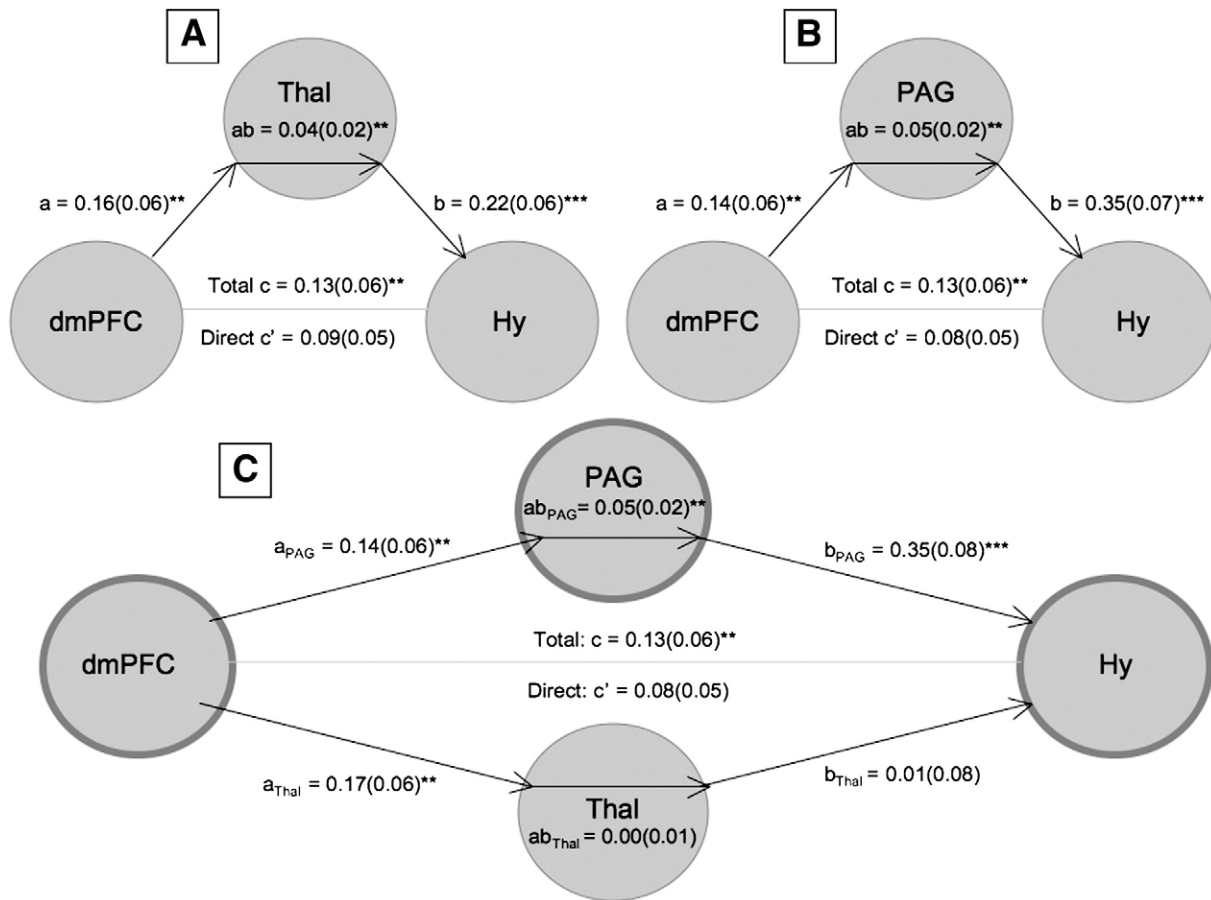 A
Thal
ab = 0.04(0.02)**
a = 0.16(0.06)**
b = 0.22(0.06)***
dmPFC
Total c = 0.13(0.06)**
Direct c' = 0.09(0.05)
Hy
B
PAG
ab = 0.05(0.02)**
a = 0.14(0.06)**
b = 0.35(0.07)***
dmPFC
Total c = 0.13(0.06)**
Direct c' = 0.08(0.05)
Hy
C
PAG
abPAG= 0.05(0.02)**
aPAG = 0.14(0.06)**
bPAG = 0.35(0.08)***
dmPFC
Total: c = 0.13(0.06)**
Direct: c' = 0.08(0.05)
Hy
aThal = 0.17(0.06)**
bThal = 0.01(0.08)
Thal
abThal = 0.00(0.01)